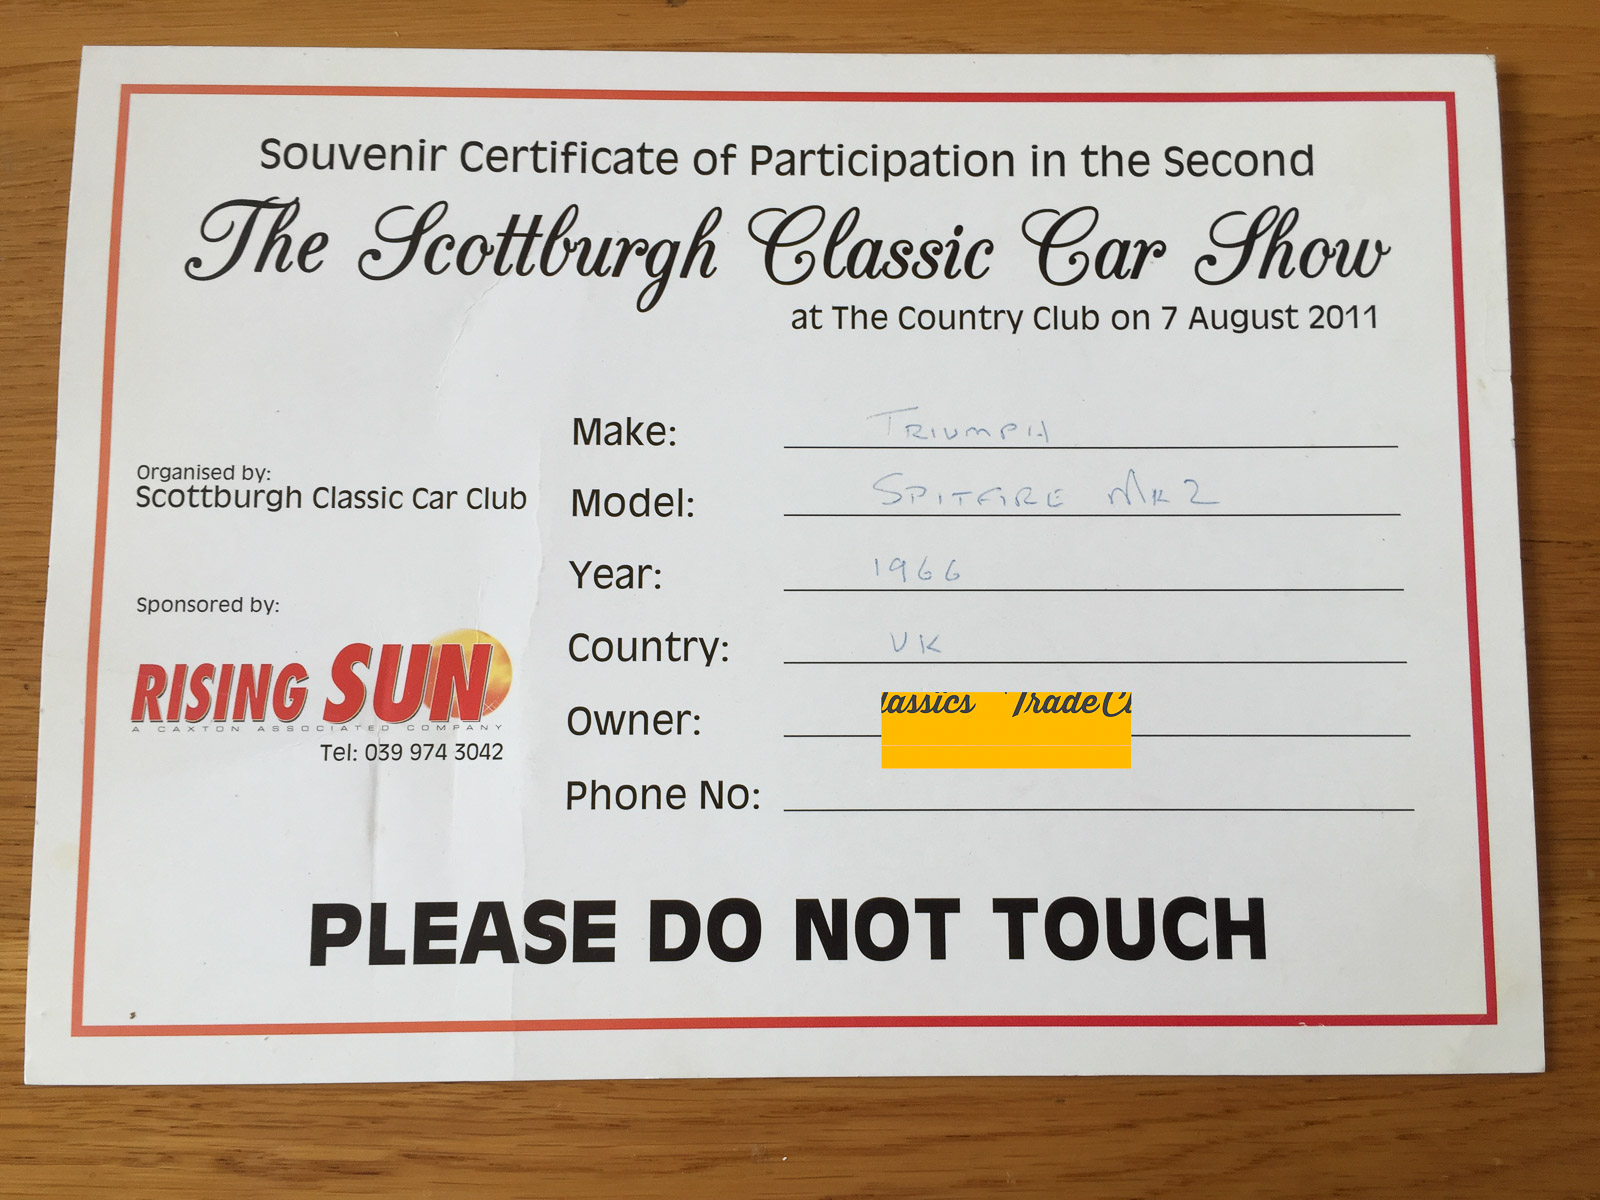 Souvenir Certificate of Participation in the Second
The Scottburgh Classic Car Show
at The Country Club on 7 August 2011
Make: TRIUMPH
Organised by:
Scottburgh Classic Car Club
Model: SPITFIRE MK2
Year: 1966
Sponsored by:
Country: UK
RISING SUN
A CAXTON ASSOCIATED COMPANY
Tel: 039 974 3042
Owner:
Phone No:
PLEASE DO NOT TOUCH